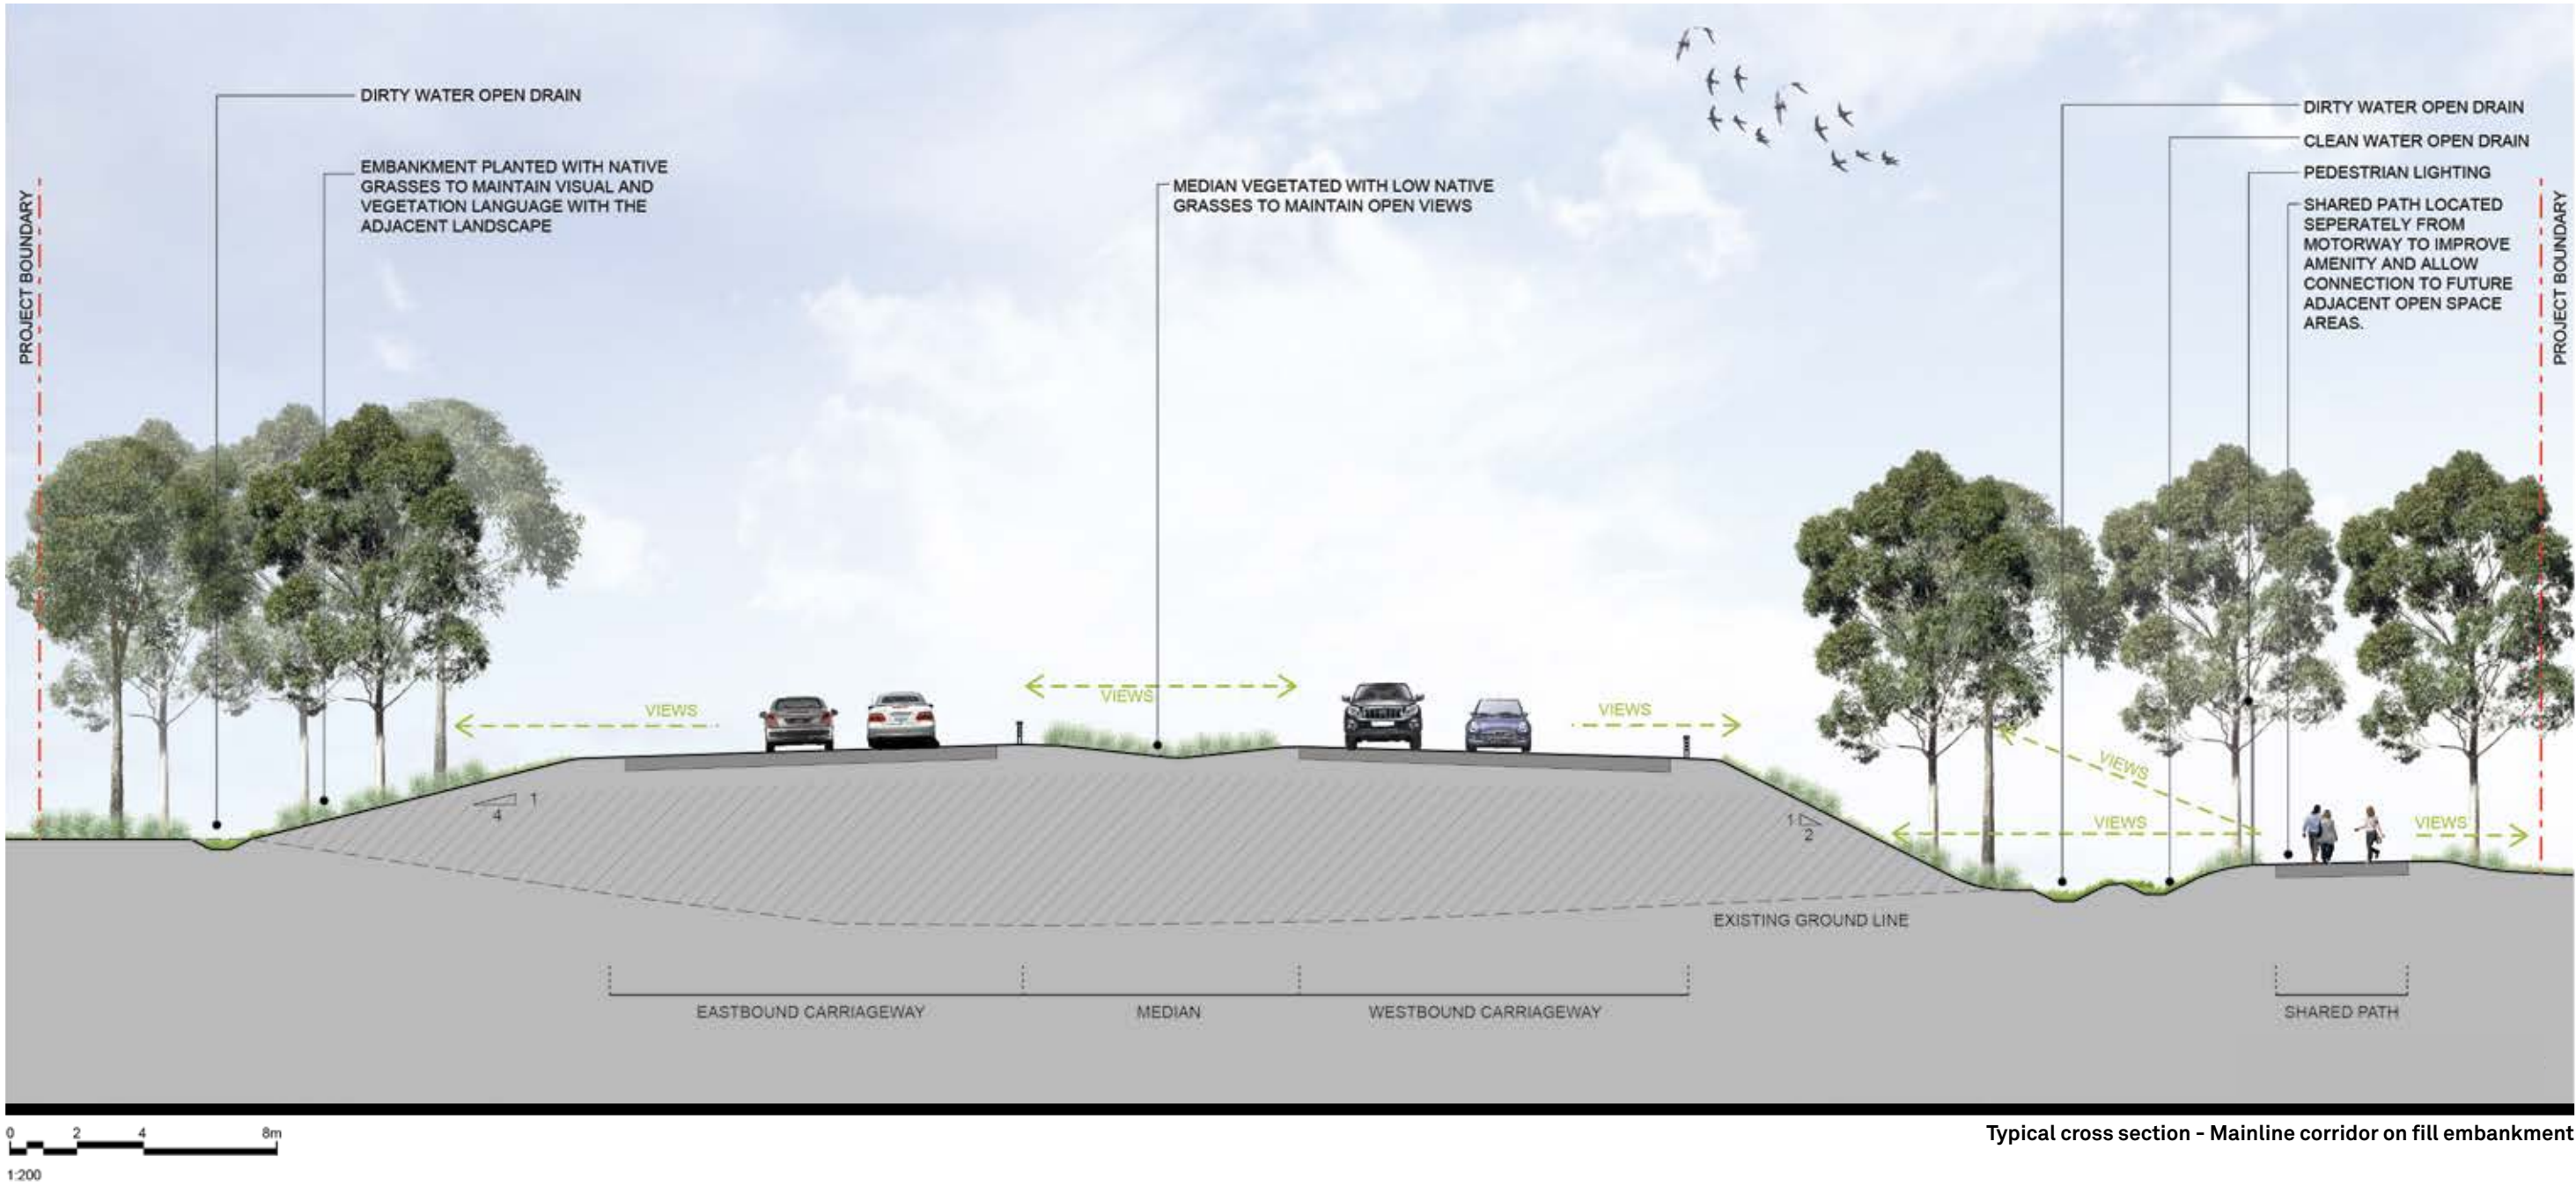 DIRTY WATER OPEN DRAIN
EMBANKMENT PLANTED WITH NATIVE
GRASSES TO MAINTAIN VISUAL AND
VEGETATION LANGUAGE WITH THE
ADJACENT LANDSCAPE
PROJECT BOUNDARY
MEDIAN VEGETATED WITH LOW NATIVE
GRASSES TO MAINTAIN OPEN VIEWS
DIRTY WATER OPEN DRAIN
CLEAN WATER OPEN DRAIN
PEDESTRIAN LIGHTING
SHARED PATH LOCATED
SEPERATELY FROM
MOTORWAY TO IMPROVE
AMENITY AND ALLOW
CONNECTION TO FUTURE
ADJACENT OPEN SPACE
AREAS.
PROJECT BOUNDARY
VIEWS
VIEWS
VIEWS
VIEWS
VIEWS
VIEWS
1
4
1
2
EXISTING GROUND LINE
EASTBOUND CARRIAGEWAY
MEDIAN
WESTBOUND CARRIAGEWAY
SHARED PATH
0 2 4 8m
1:200
Typical cross section - Mainline corridor on fill embankment